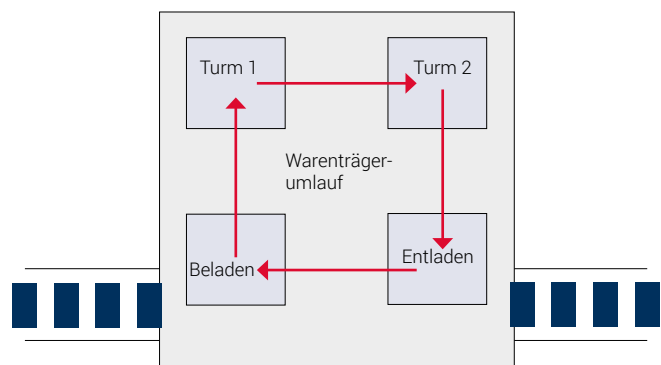 Turm 1
Turm 2
Warenträger-
umlauf
Beladen
Entladen